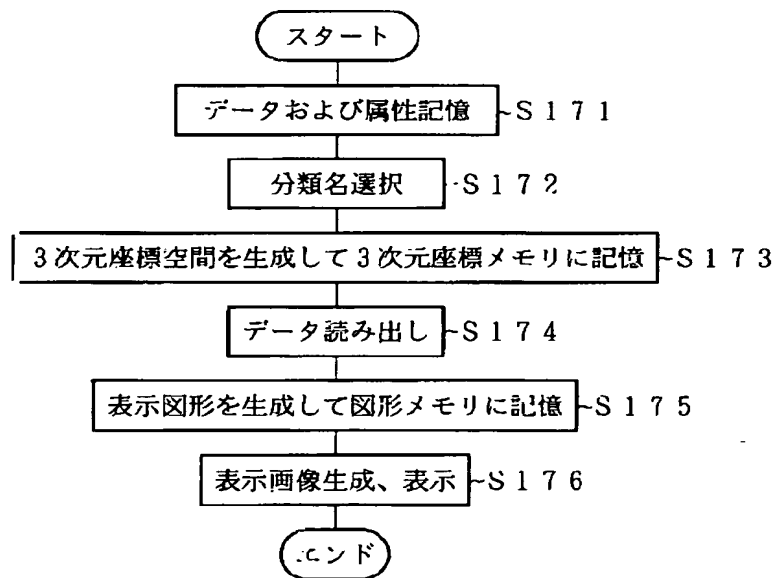 スタート
データおよび属性記憶 ~S171
分類名選択 ~S172
3次元座標空間を生成して3次元座標メモリに記憶 ~S173
データ読み出し ~S174
表示図形を生成して図形メモリに記憶 ~S175
表示画像生成、表示 ~S176
エンド